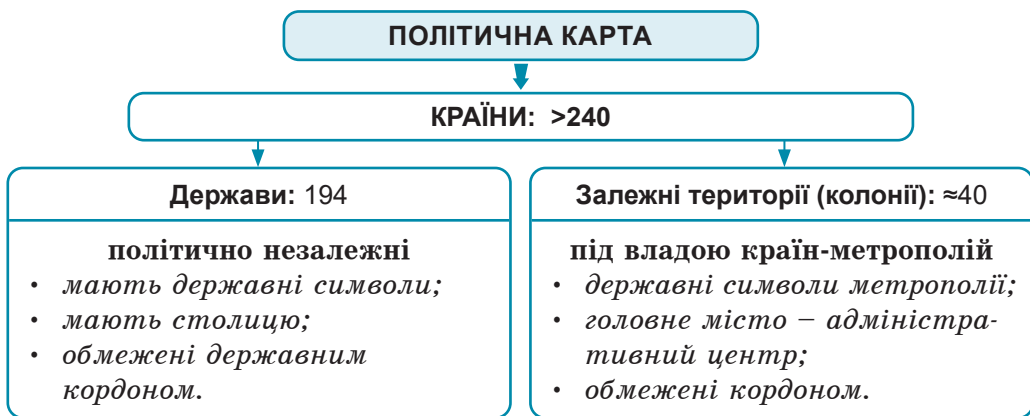 ПОЛІТИЧНА КАРТА
КРАЇНИ: >240
Держави: 194
політично незалежні
• мають державні символи;
• мають столицю;
• обмежені державним
кордоном.
Залежні території (колонії): ≈40
під владою країн-метрополій
• державні символи метрополії;
• головне місто – адміністра-
тивний центр;
• обмежені кордоном.